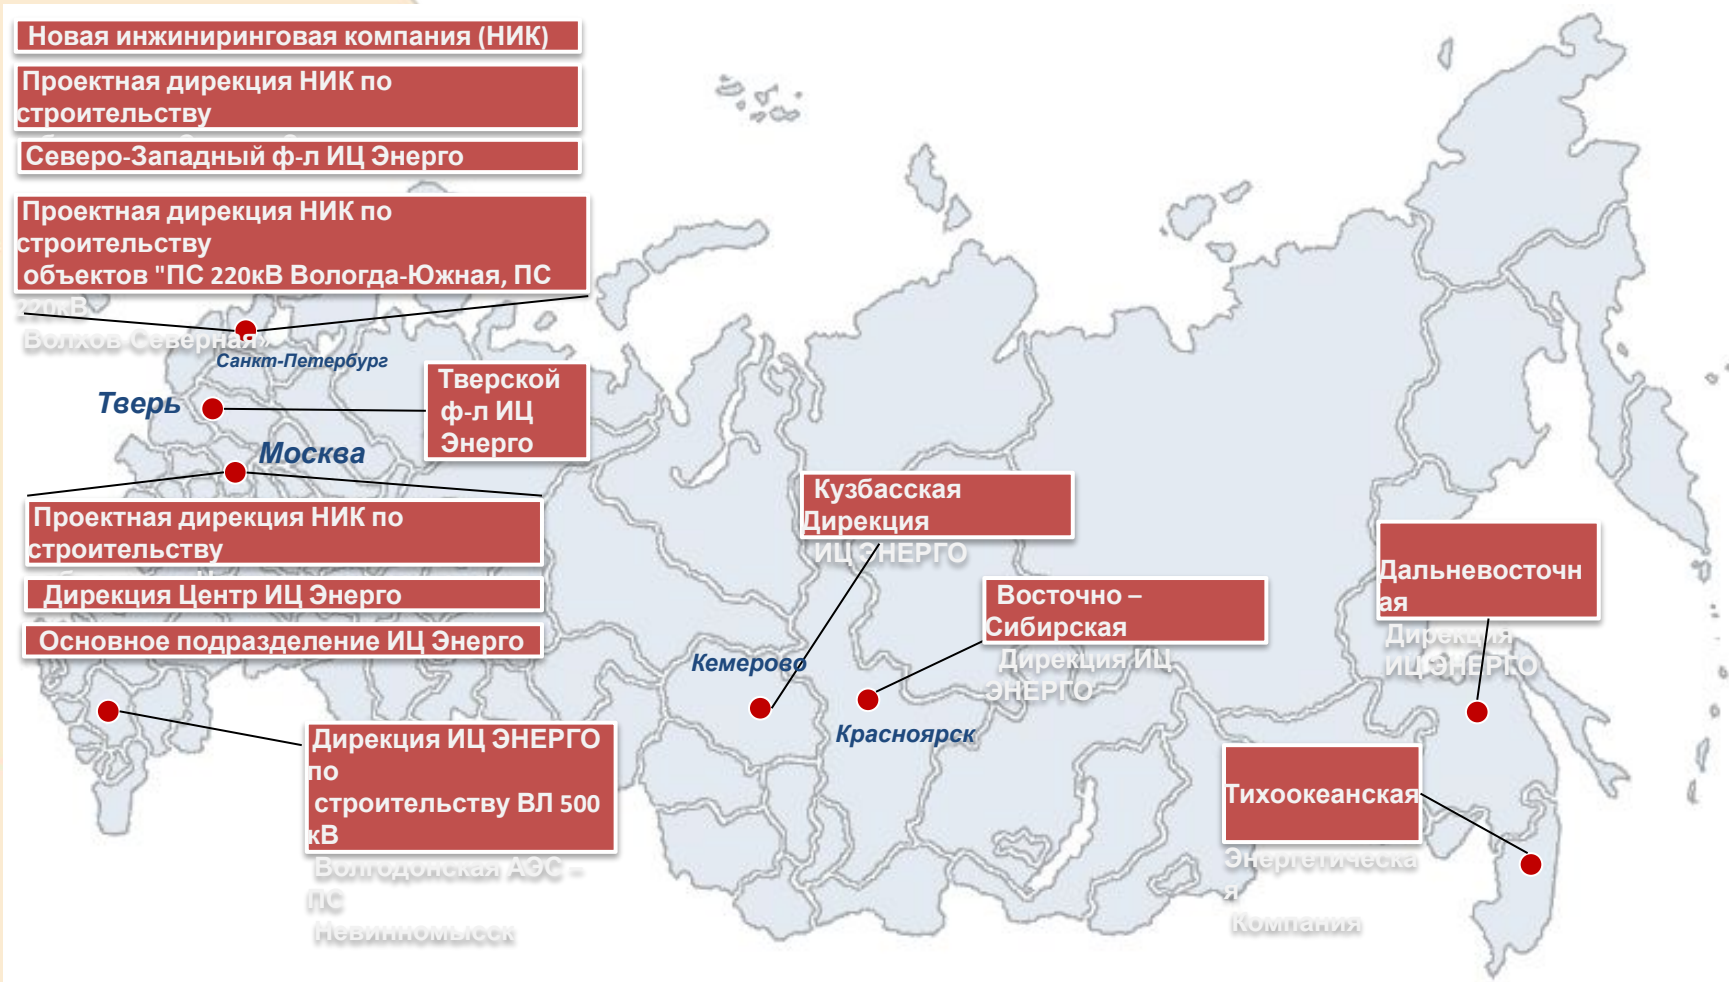 Новая инжиниринговая компания (НИК)
Проектная дирекция НИК по
строительству
Северо-Западный ф-л ИЦ Энерго
Проектная дирекция НИК по
строительству
объектов "ПС 220кВ Вологда-Южная, ПС
220кВ
Волхов-Северная»
Санкт-Петербург
Тверской
ф-л ИЦ
Энерго
Тверь
Москва
Проектная дирекция НИК по
строительству
Дирекция Центр ИЦ Энерго
Основное подразделение ИЦ Энерго
Кузбасская
Дирекция
ИЦ ЭНЕРГО
Кемерово
Восточно –
Сибирская
Дирекция ИЦ
ЭНЕРГО
Красноярск
Дальневосточн
ая
Дирекция
ИЦ ЭНЕРГО
Дирекция ИЦ ЭНЕРГО
по
строительству ВЛ 500
кВ
Волгодонская АЭС –
ПС
Невинномысск
Тихоокеанская
Энергетическа
я
Компания